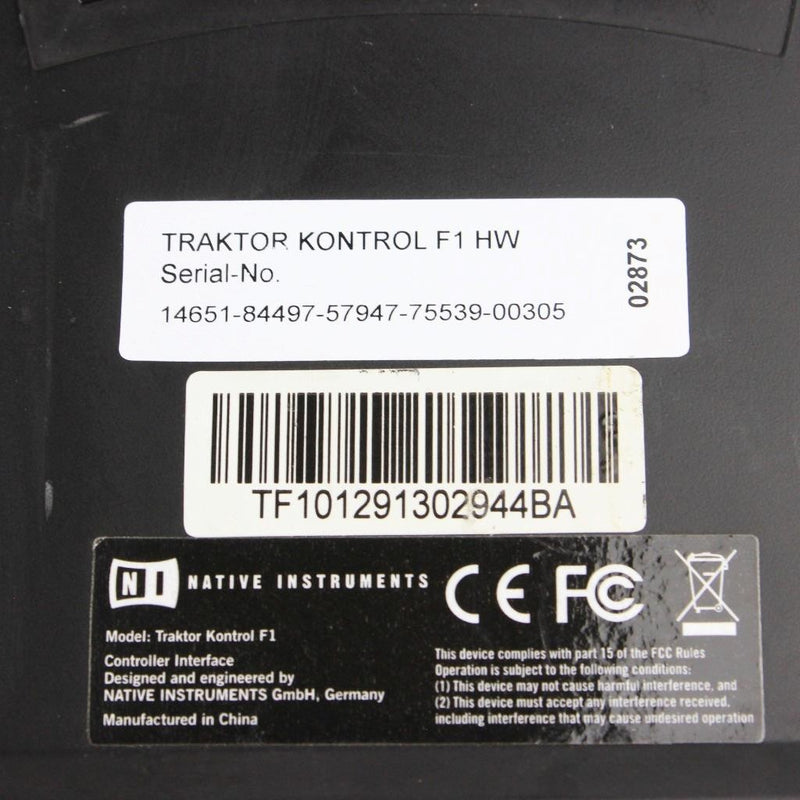 TRAKTOR KONTROL F1 HW
Serial-No.
14651-84497-57947-75539-00305
02873
TF101291302944BA
NI NATIVE INSTRUMENTS
CE FC
Model: Traktor Kontrol F1
Controller Interface
Designed and engineered by
NATIVE INSTRUMENTS GmbH, Germany
Manufactured in China
This device complies with part 15 of the FCC Rules
Operation is subject to the following conditions:
(1) This device may not cause harmful interference, and
(2) This device must accept any interference received,
including interference that may cause undesired operation